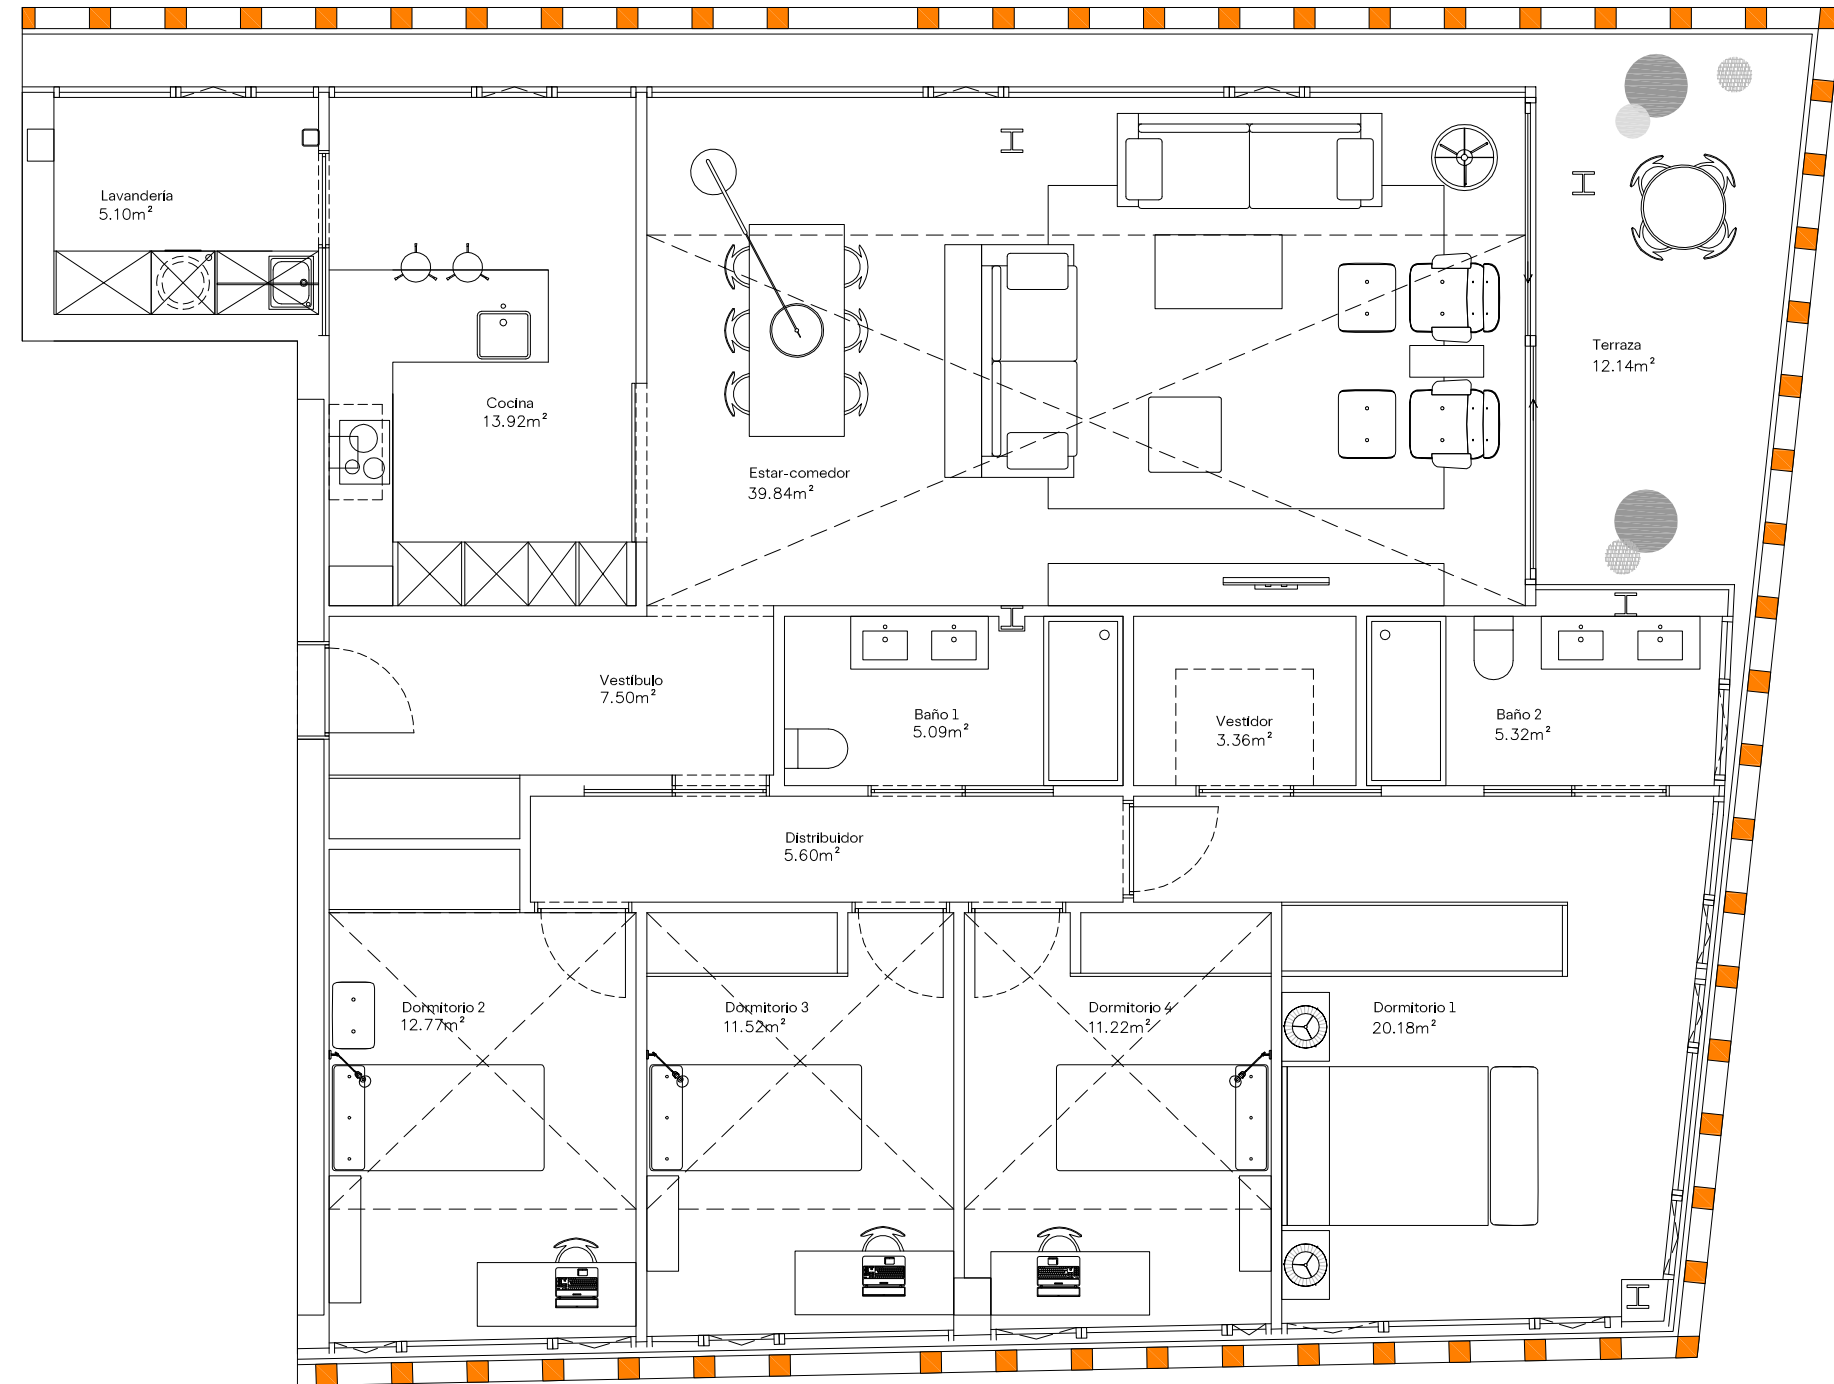 Lavandería
5.10m²
Cocina
13.92m²
Estar-comedor
39.84m²
Terraza
12.14m²
Vestíbulo
7.50m²
Baño 1
5.09m²
Vestidor
3.36m²
Baño 2
5.32m²
Distribuidor
5.60m²
Dormitorio 2
12.77m²
Dormitorio 3
11.52m²
Dormitorio 4
11.22m²
Dormitorio 1
20.18m²